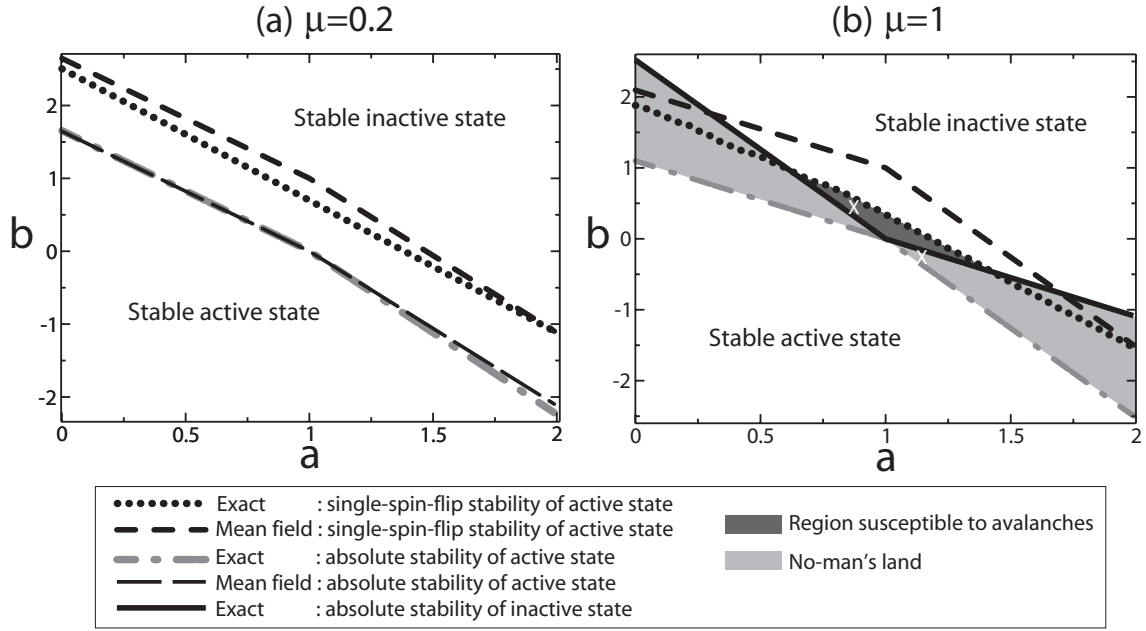 (a) μ=0.2
(b) μ=1
2
1
0
-1
-2
b
0
0.5
1
1.5
2
a
Stable inactive state
Stable active state
2
1
0
-1
-2
b
0
0.5
1
1.5
2
a
Stable inactive state
Stable active state
x
x
Exact : single-spin-flip stability of active state
Mean field : single-spin-flip stability of active state
Exact : absolute stability of active state
Mean field : absolute stability of active state
Exact : absolute stability of inactive state
Region susceptible to avalanches
No-man's land